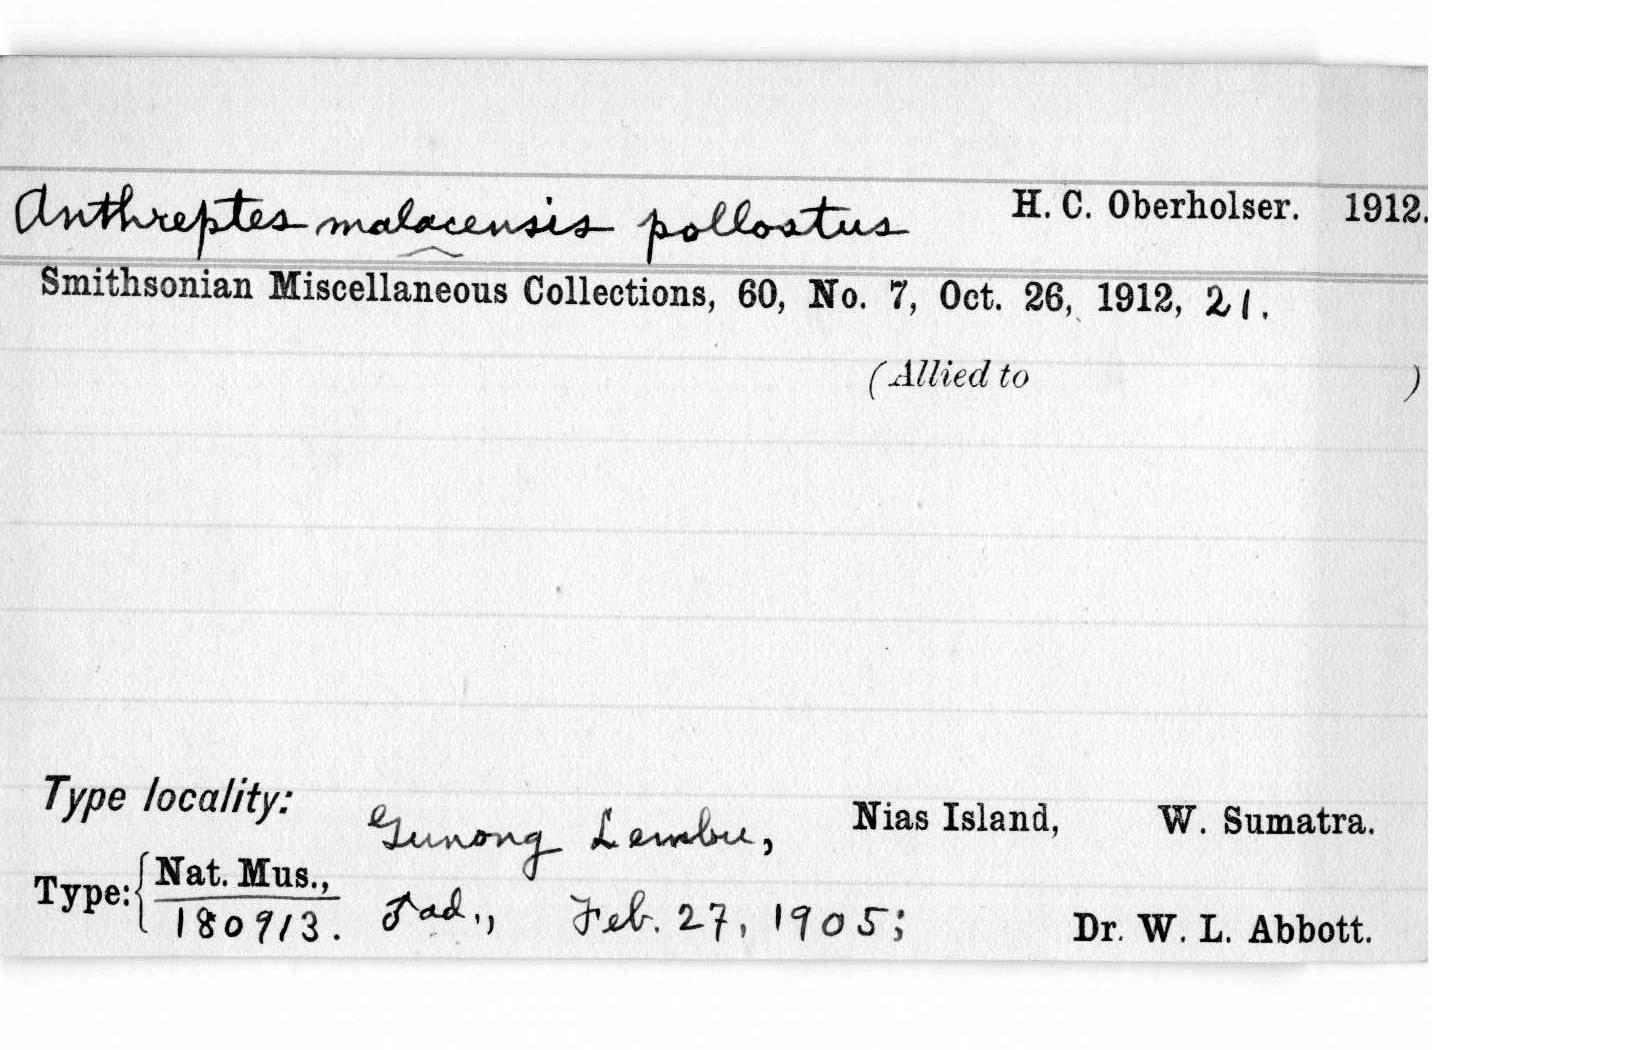 Anthreptes malacensis pollostus H. C. Oberholser. 1912.
Smithsonian Miscellaneous Collections, 60, No. 7, Oct. 26, 1912, 21.
(Allied to )
Type locality: Gunong Lembu, Nias Island, W. Sumatra.
Type: { Nat. Mus., 180913. ♂ad., Feb. 27, 1905; Dr. W. L. Abbott.